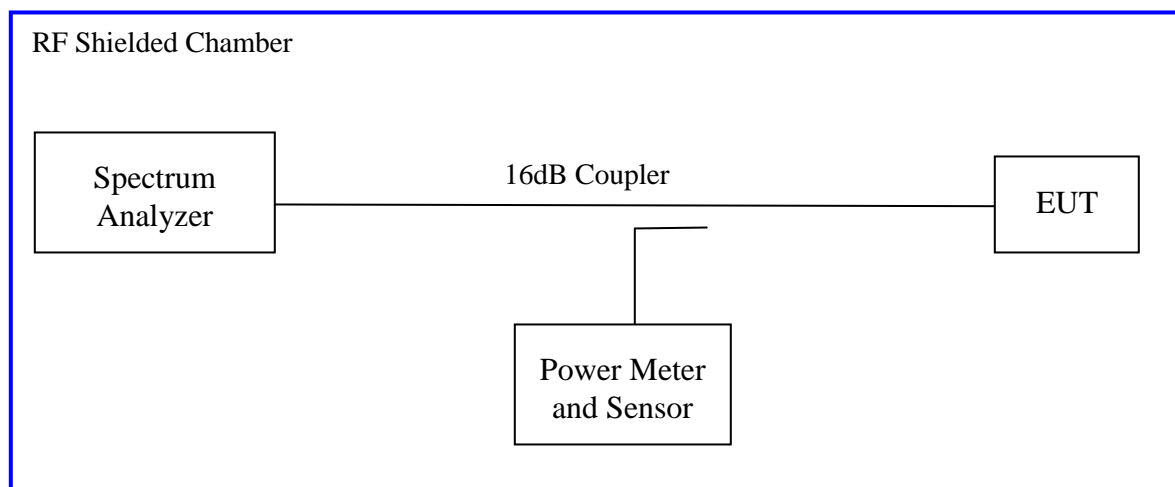 RF Shielded Chamber
Spectrum
Analyzer
16dB Coupler
EUT
Power Meter
and Sensor